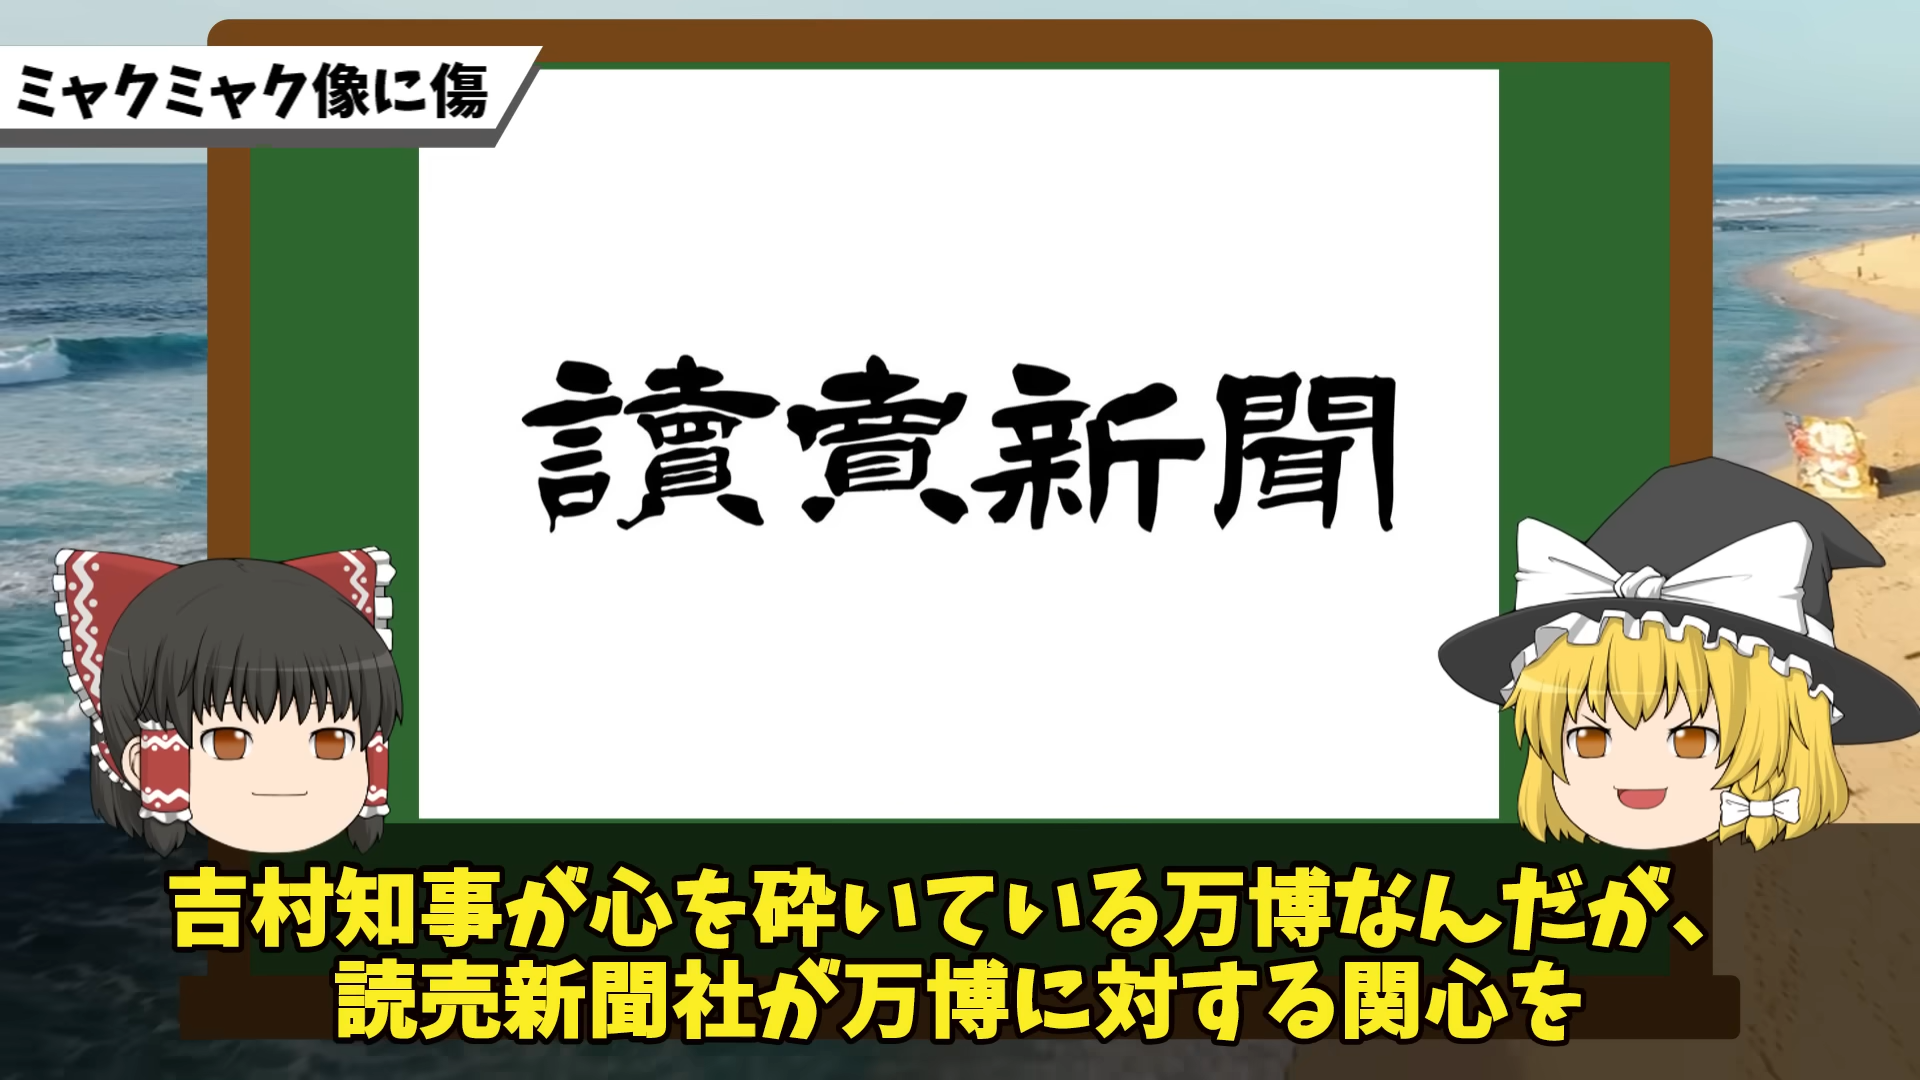 ミャクミャク像に傷
讀賣新聞
吉村知事が心を砕いている万博なんだが、
読売新聞社が万博に対する関心を